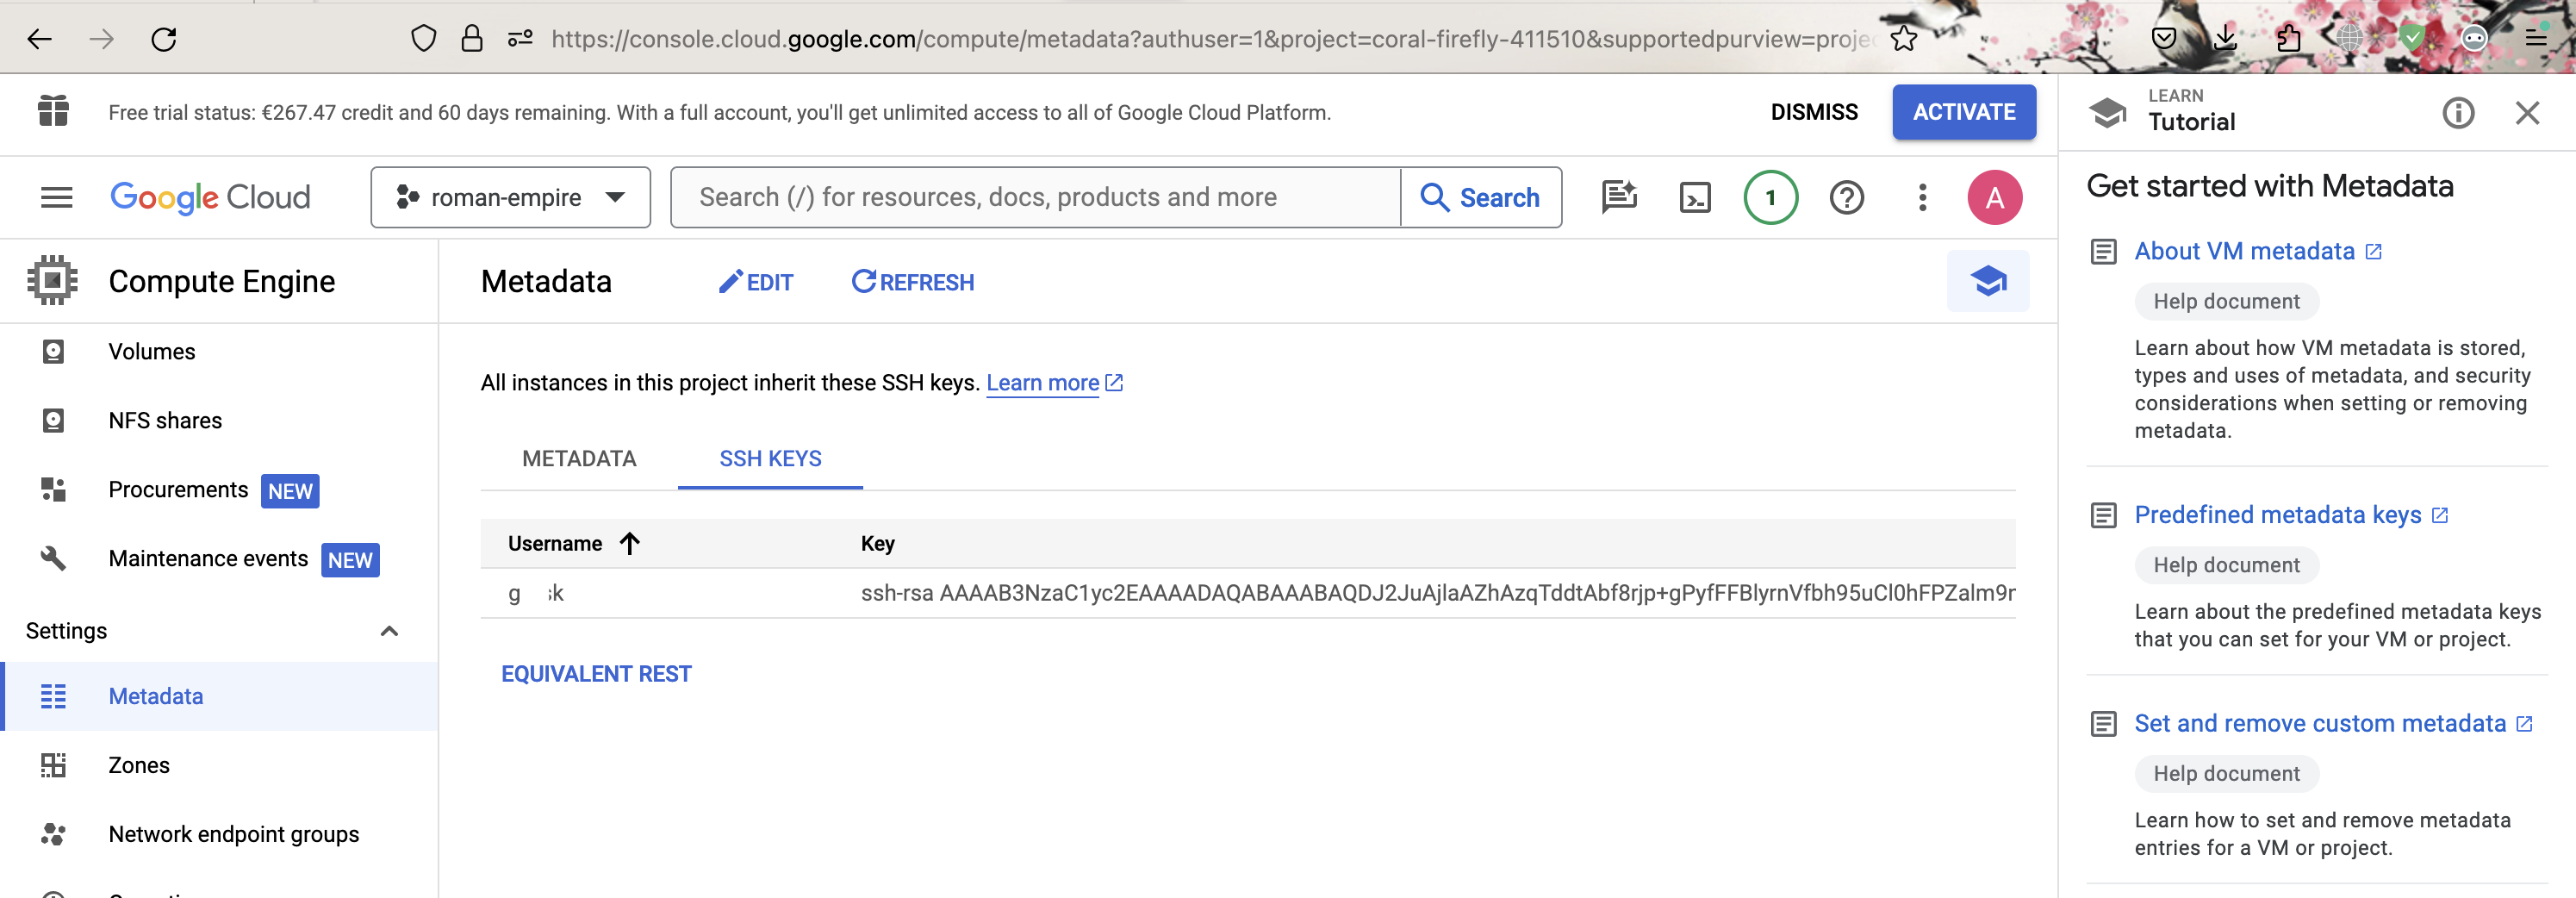 https://console.cloud.google.com/compute/metadata?authuser=1&project=coral-firefly-411510&supportedpurview=projec
Free trial status: €267.47 credit and 60 days remaining. With a full account, you'll get unlimited access to all of Google Cloud Platform.
DISMISS
ACTIVATE
Google Cloud
roman-empire
Search (/) for resources, docs, products and more
Search
1
A
Compute Engine
Volumes
NFS shares
Procurements NEW
Maintenance events NEW
Settings
Metadata
Zones
Network endpoint groups
Metadata
EDIT
REFRESH
All instances in this project inherit these SSH keys. Learn more
METADATA
SSH KEYS
Username
Key
g sk
ssh-rsa AAAAB3NzaC1yc2EAAAADAQABAAABAQDJ2JuAjlaAZhAzqTddtAbf8rjp+gPyfFFBlyrnVfbh95uCl0hFPZalm9r
EQUIVALENT REST
LEARN
Tutorial
Get started with Metadata
About VM metadata
Help document
Learn about how VM metadata is stored,
types and uses of metadata, and security
considerations when setting or removing
metadata.
Predefined metadata keys
Help document
Learn about the predefined metadata keys
that you can set for your VM or project.
Set and remove custom metadata
Help document
Learn how to set and remove metadata
entries for a VM or project.